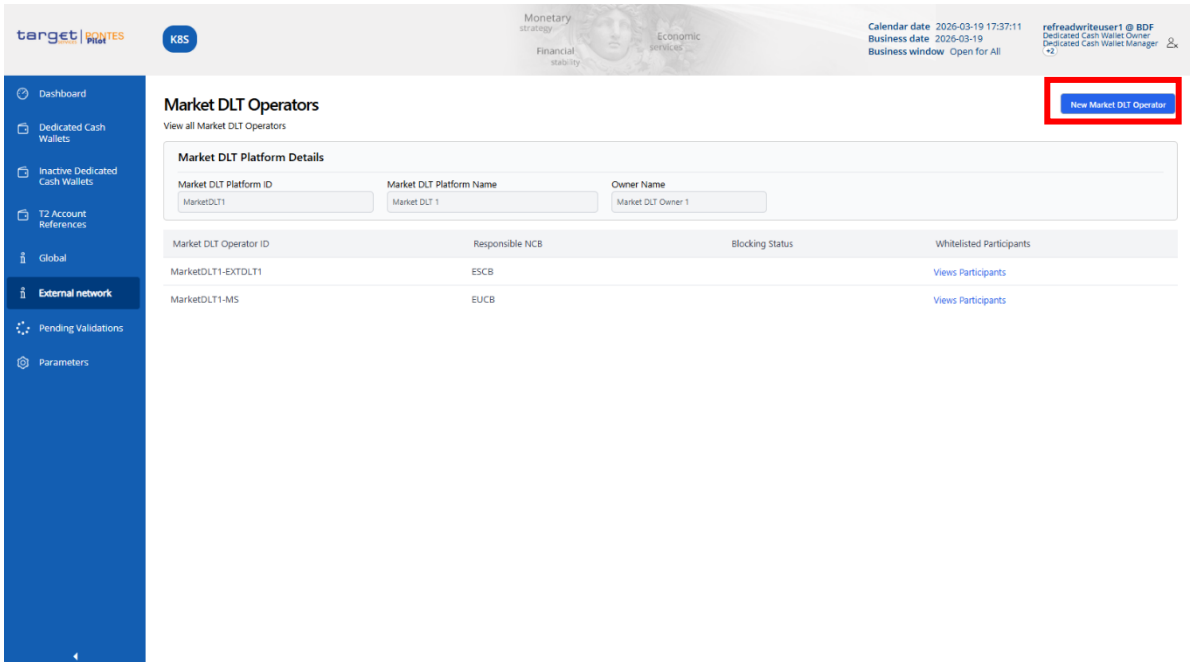 target | PONTES
Pilot
K8S
Monetary
strategy
Economic
services
Financial
stability
Calendar date 2026-03-19 17:37:11
Business date 2026-03-19
Business window Open for All
refreadwriteuser1 @ BDF
Dedicated Cash Wallet Owner
Dedicated Cash Wallet Manager
+2
Dashboard
Dedicated Cash
Wallets
Inactive Dedicated
Cash Wallets
T2 Account
References
Global
External network
Pending Validations
Parameters
Market DLT Operators
New Market DLT Operator
View all Market DLT Operators
Market DLT Platform Details
Market DLT Platform ID Market DLT Platform Name Owner Name
MarketDLT1 Market DLT 1 Market DLT Owner 1
Market DLT Operator ID Responsible NCB Blocking Status Whitelisted Participants
MarketDLT1-EXTDLT1 ESCB Views Participants
MarketDLT1-MS EUCB Views Participants